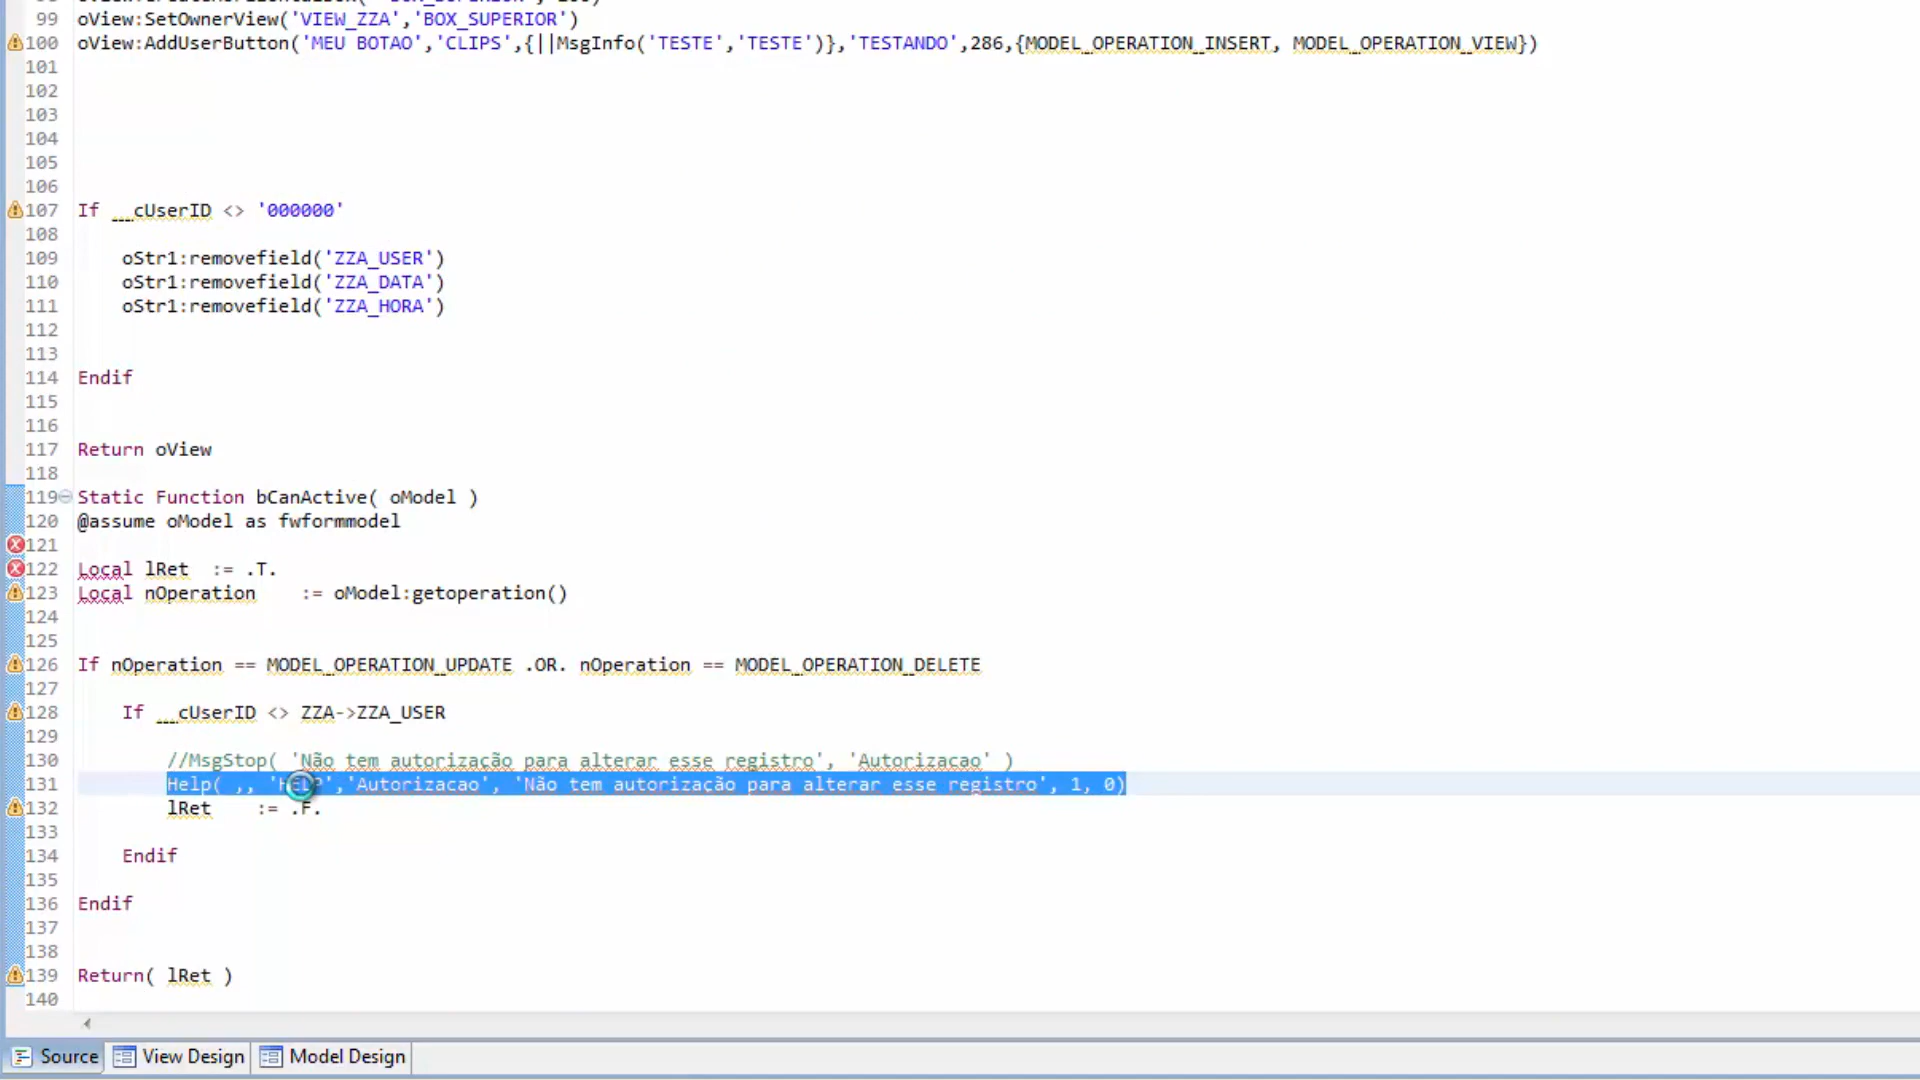 99 oView:SetOwnerView('VIEW_ZZA','BOX_SUPERIOR')
100 oView:AddUserButton('MEU BOTAO','CLIPS',{||MsgInfo('TESTE','TESTE')},'TESTANDO',286,{MODEL_OPERATION_INSERT, MODEL_OPERATION_VIEW})
101
102
103
104
105
106
107 If __cUserID <> '000000'
108
109 oStr1:removefield('ZZA_USER')
110 oStr1:removefield('ZZA_DATA')
111 oStr1:removefield('ZZA_HORA')
112
113
114 Endif
115
116
117 Return oView
118
119 Static Function bCanActive( oModel )
120 @assume oModel as fwformmodel
121
122 Local lRet := .T.
123 Local nOperation := oModel:getoperation()
124
125
126 If nOperation == MODEL_OPERATION_UPDATE .OR. nOperation == MODEL_OPERATION_DELETE
127
128 If __cUserID <> ZZA->ZZA_USER
129
130 //MsgStop( 'Não tem autorização para alterar esse registro', 'Autorizacao' )
131 Help( ,, 'HELP','Autorizacao', 'Não tem autorização para alterar esse registro', 1, 0)
132 lRet := .F.
133
134 Endif
135
136 Endif
137
138
139 Return( lRet )
140
Source View Design Model Design